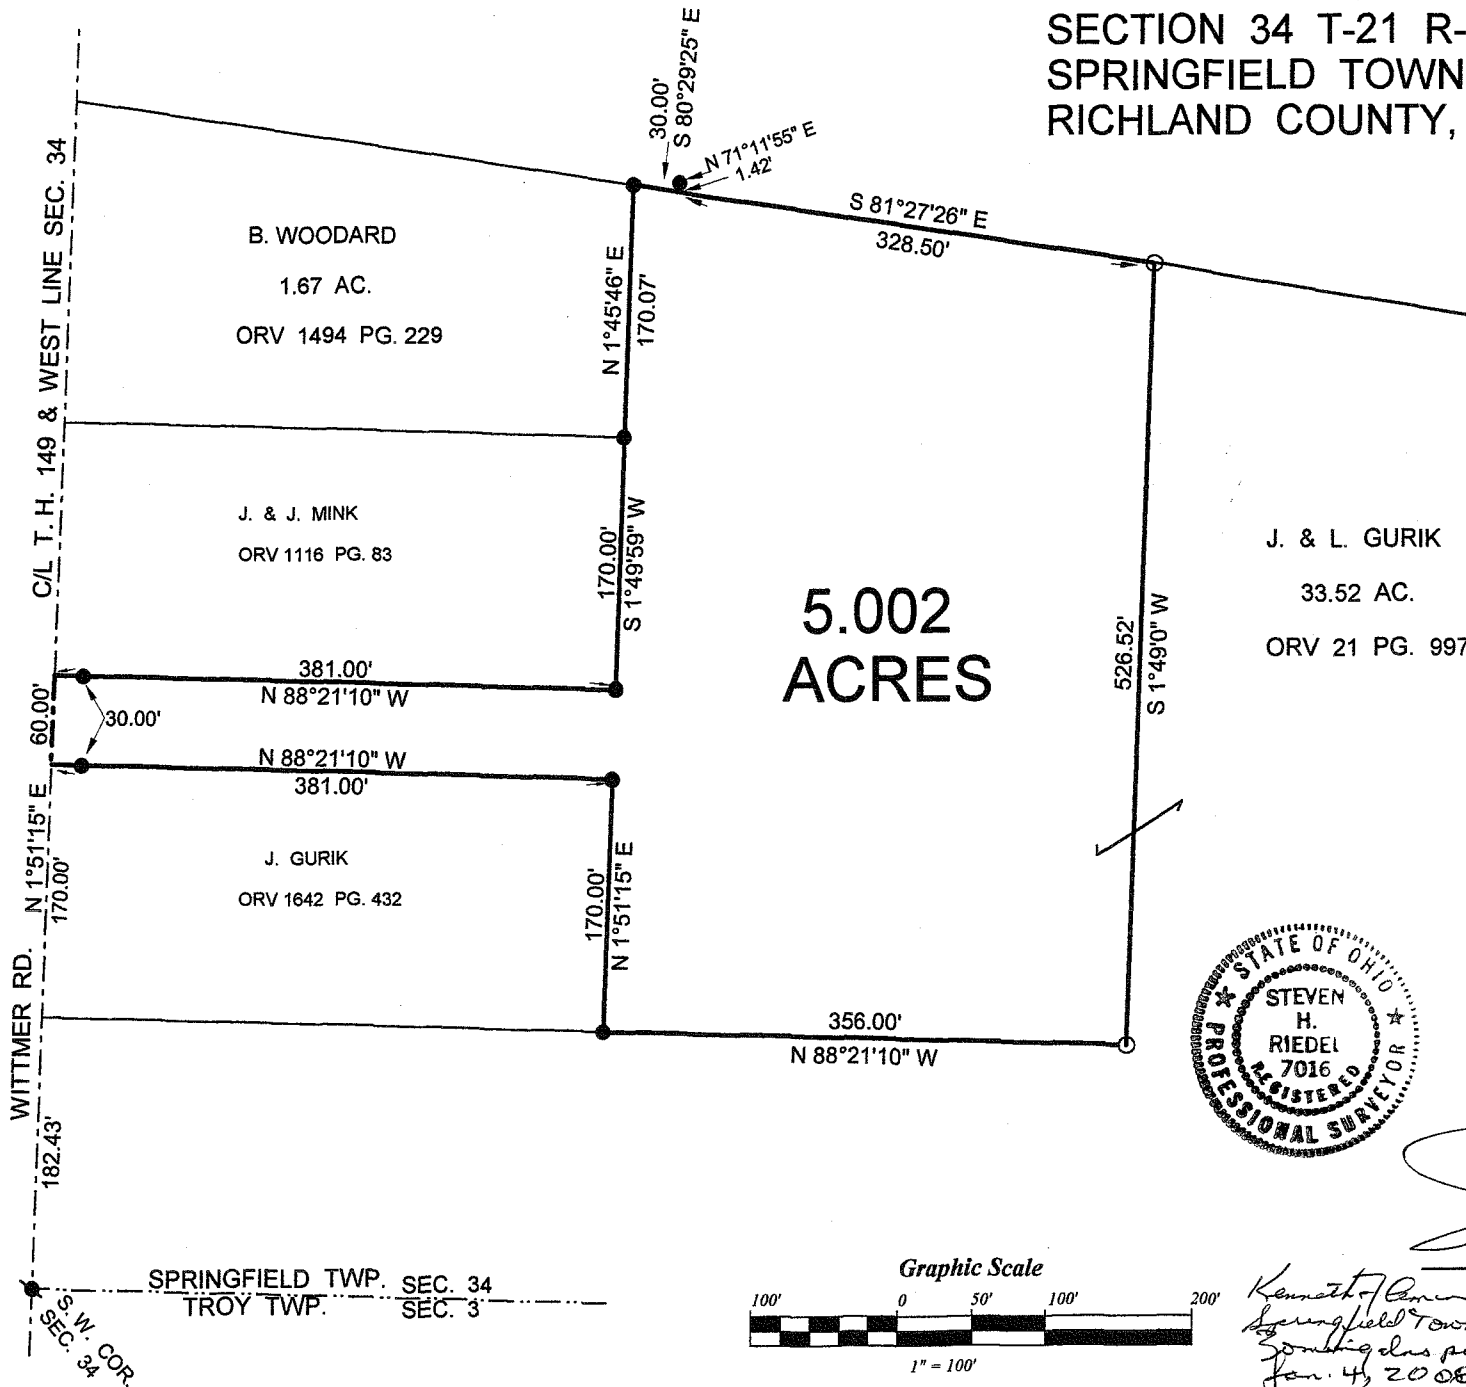 SECTION 34 T-21 R-
SPRINGFIELD TOWN
RICHLAND COUNTY,
30.00'
S 80°29'25" E
N 71°11'55" E
1.42'
S 81°27'26" E
328.50'
C/L T. H. 149 & WEST LINE SEC. 34
B. WOODARD
1.67 AC.
ORV 1494 PG. 229
N 1°45'46" E
170.07'
J. & J. MINK
ORV 1116 PG. 83
170.00'
S 1°49'59" W
5.002
ACRES
526.52'
S 1°49'0" W
J. & L. GURIK
33.52 AC.
ORV 21 PG. 997
381.00'
N 88°21'10" W
60.00'
30.00'
N 88°21'10" W
381.00'
N 1°51'15" E
170.00'
J. GURIK
ORV 1642 PG. 432
170.00'
N 1°51'15" E
356.00'
N 88°21'10" W
WITTMER RD.
182.43'
STATE OF OHIO
STEVEN
H.
RIEDEL
7016
REGISTERED
PROFESSIONAL SURVEYOR
SPRINGFIELD TWP. SEC. 34
TROY TWP. SEC. 3
S. W. COR.
SEC. 34
Graphic Scale
100' 0 50' 100' 200'
1" = 100'
Kenneth
Springfield Town
Zoning
Jan. 4, 2008